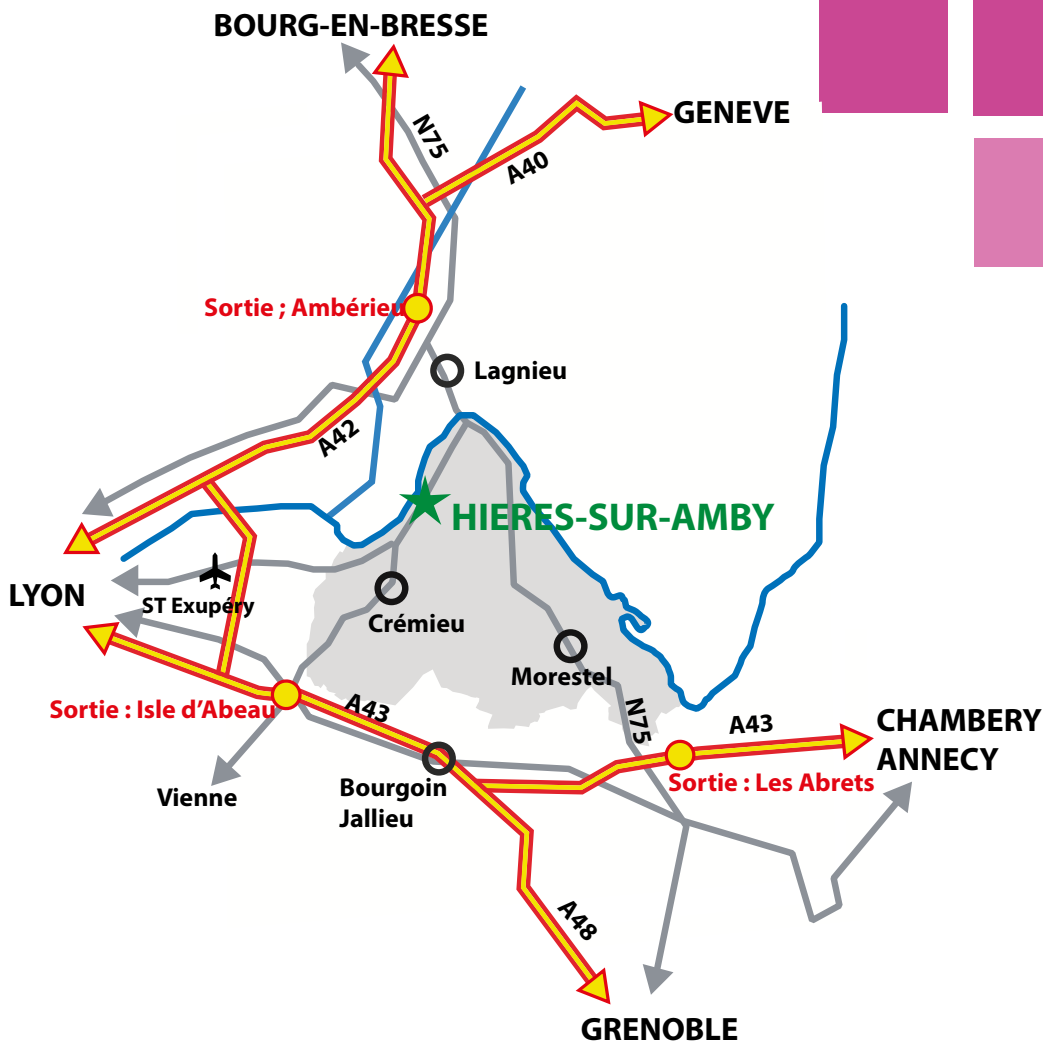 BOURG-EN-BRESSE
GENEVE
N75
A40
Sortie ; Ambérieu
Lagnieu
A42
HIERES-SUR-AMBY
LYON
ST Exupéry
Crémieu
Morestel
Sortie : Isle d'Abeau
A43
N75
A43
CHAMBERY
ANNECY
Sortie : Les Abrets
Vienne
Bourgoin
Jallieu
A48
GRENOBLE